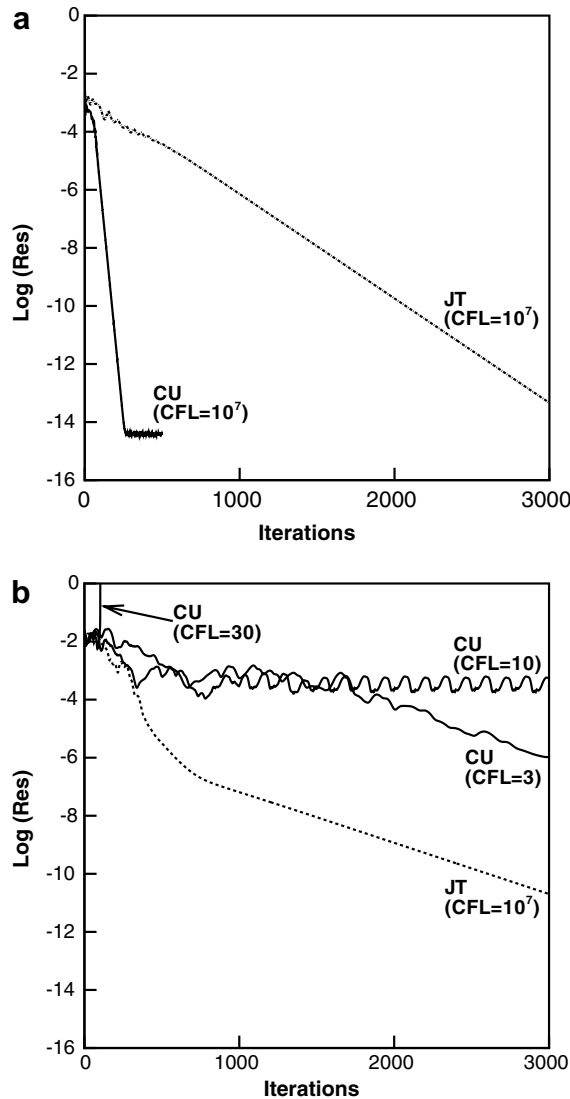 a
0
-2
-4
-6
-8
-10
-12
-14
-16
Log (Res)
JT
(CFL=10⁷)
CU
(CFL=10⁷)
0 1000 2000 3000
Iterations
b
0
-2
-4
-6
-8
-10
-12
-14
-16
Log (Res)
CU
(CFL=30)
CU
(CFL=10)
CU
(CFL=3)
JT
(CFL=10⁷)
0 1000 2000 3000
Iterations